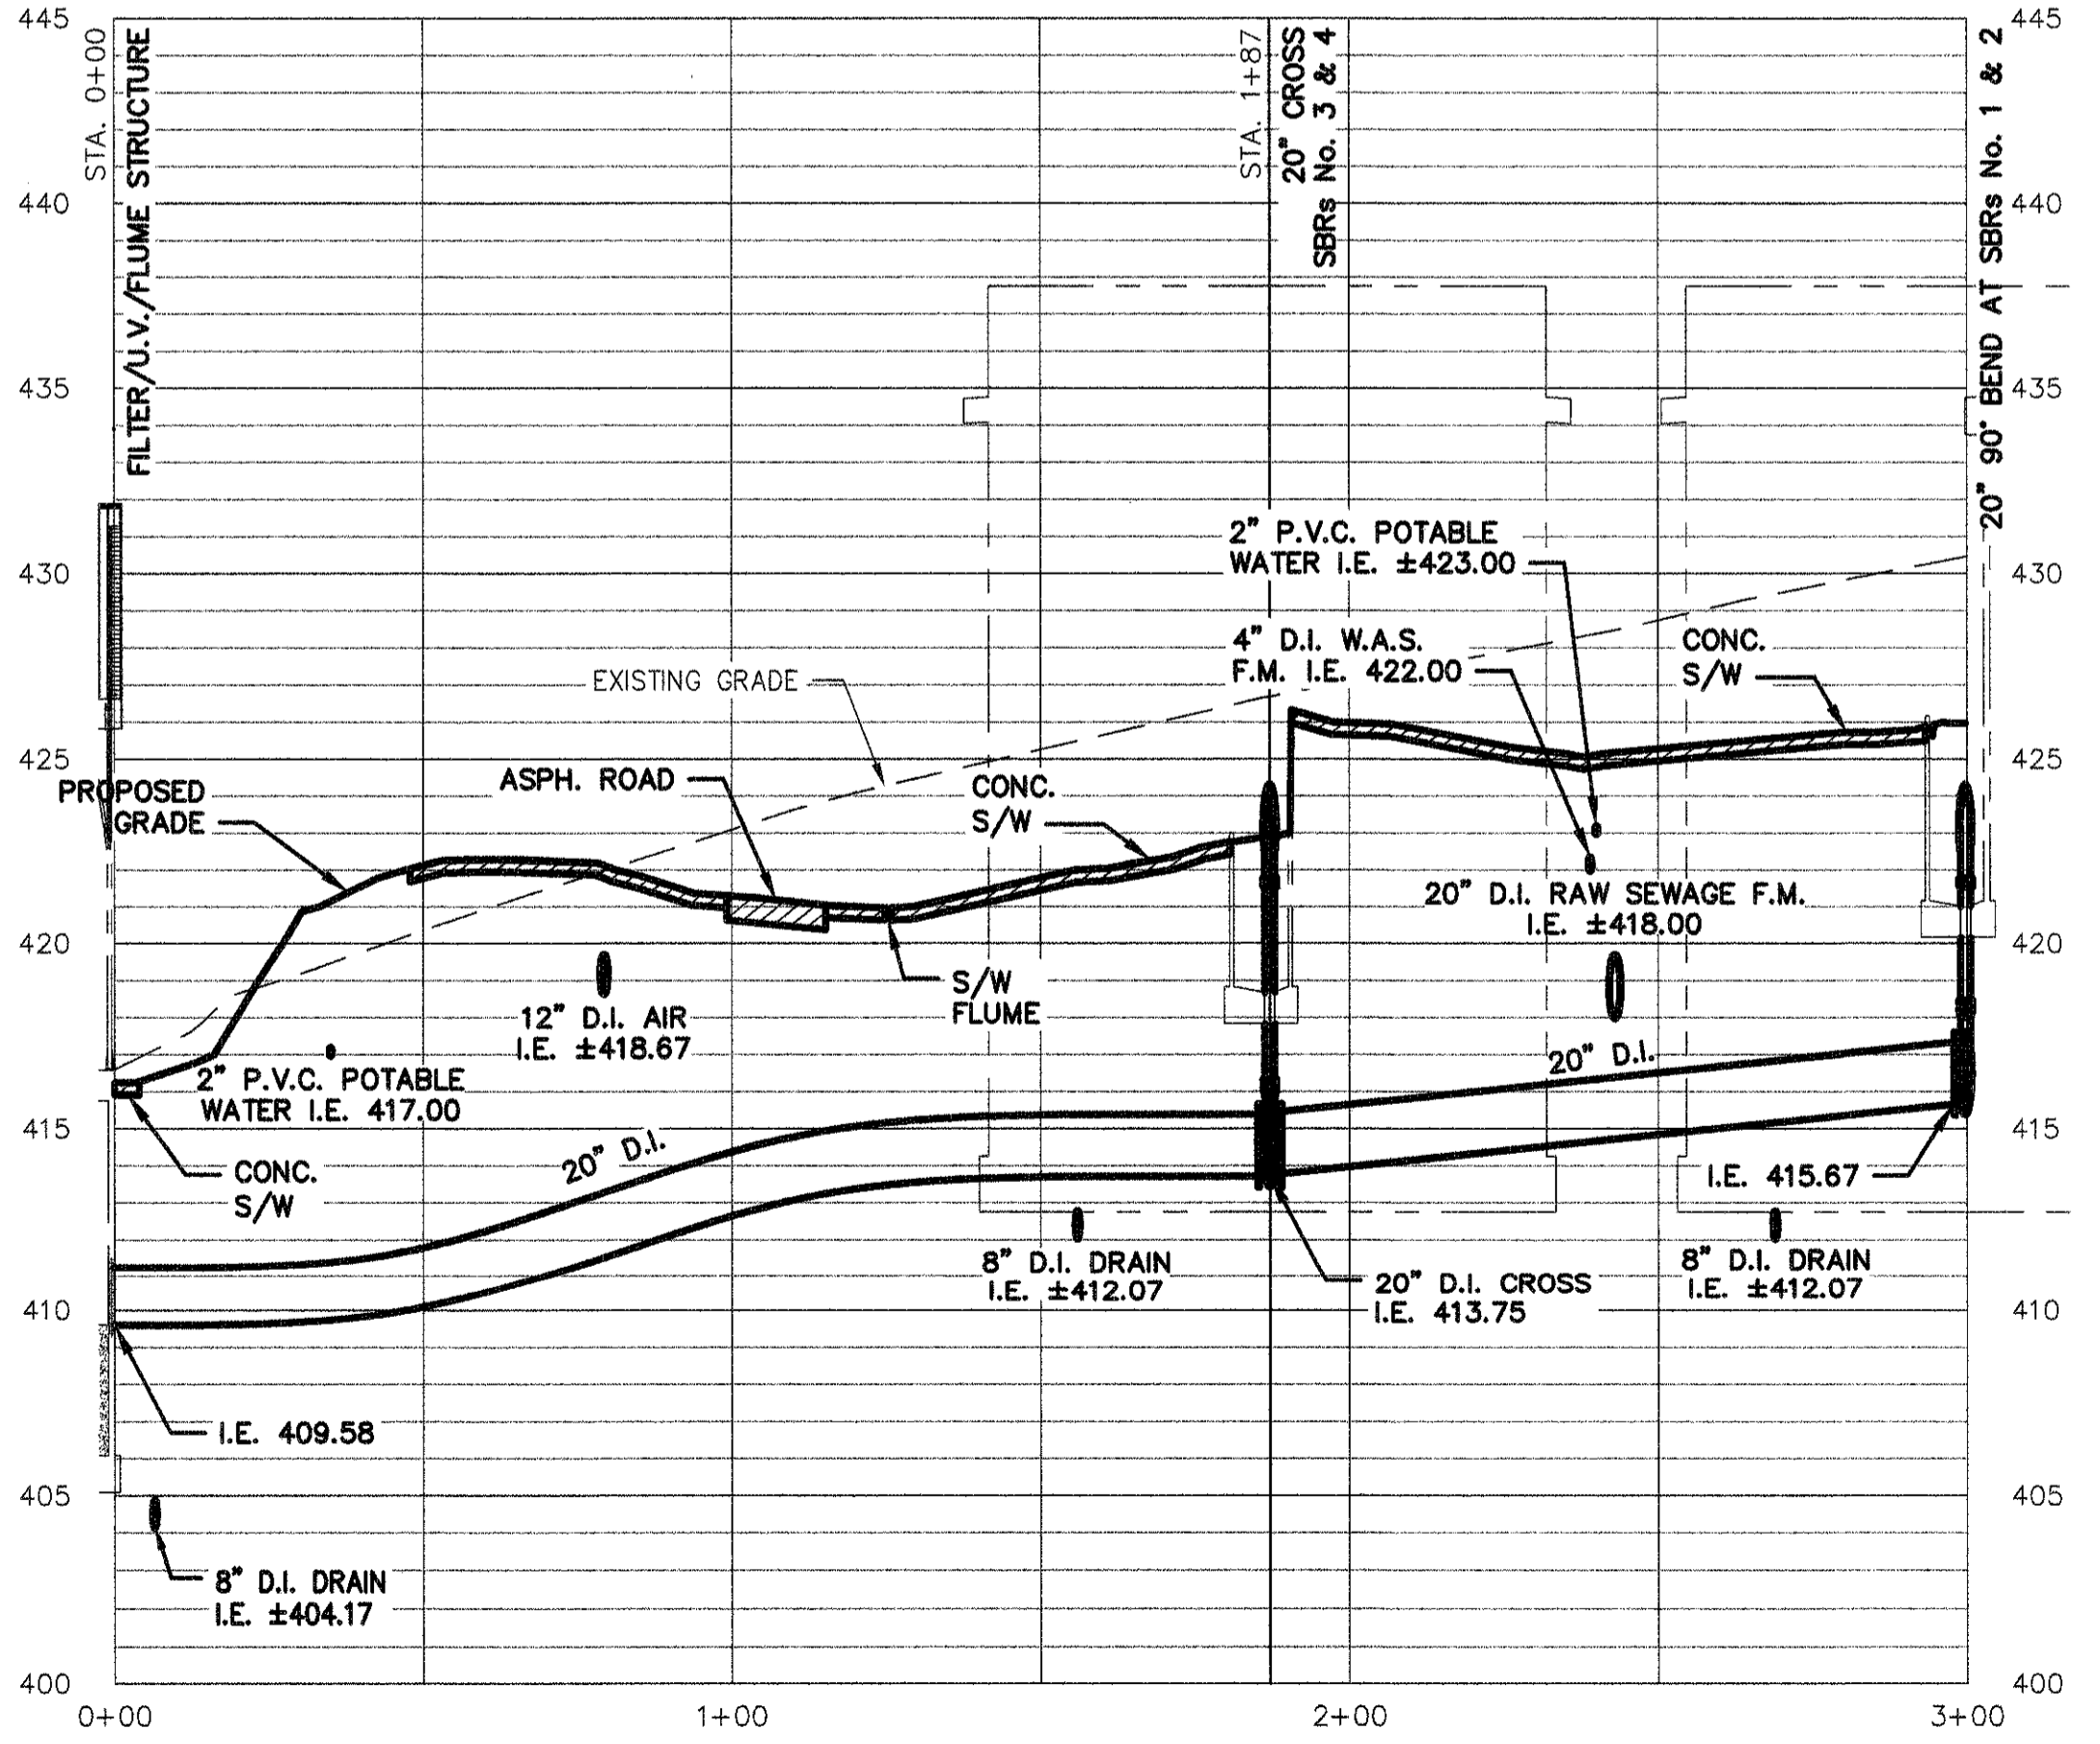 445
440
435
430
425
420
415
410
405
400
445
440
435
430
425
420
415
410
405
400
0+00
1+00
2+00
3+00
STA. 0+00
FILTER/U.V./FLUME STRUCTURE
STA. 1+87
20" CROSS
SBRs No. 3 & 4
20" 90° BEND AT SBRs No. 1 & 2
2" P.V.C. POTABLE
WATER I.E. ±423.00
4" D.I. W.A.S.
F.M. I.E. 422.00
CONC.
S/W
EXISTING GRADE
PROPOSED
GRADE
ASPH. ROAD
CONC.
S/W
20" D.I. RAW SEWAGE F.M.
I.E. ±418.00
S/W
FLUME
12" D.I. AIR
I.E. ±418.67
2" P.V.C. POTABLE
WATER I.E. 417.00
20" D.I.
20" D.I.
CONC.
S/W
I.E. 415.67
8" D.I. DRAIN
I.E. ±412.07
20" D.I. CROSS
I.E. 413.75
8" D.I. DRAIN
I.E. ±412.07
I.E. 409.58
8" D.I. DRAIN
I.E. ±404.17